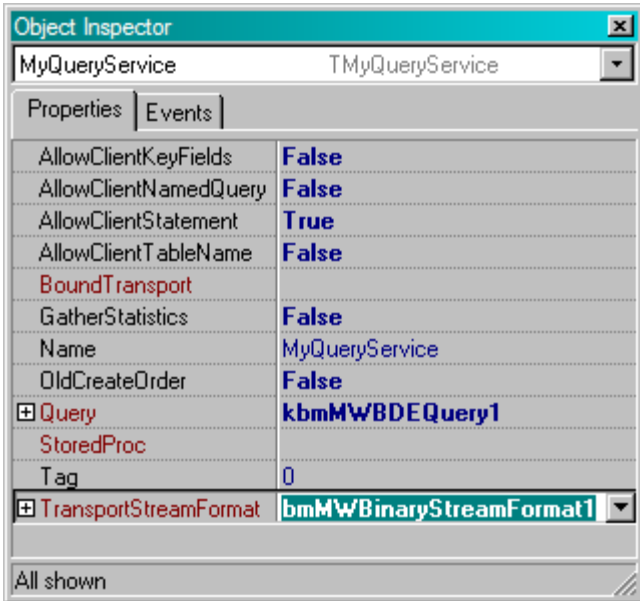 Object Inspector
MyQueryService TMyQueryService
Properties Events
AllowClientKeyFields False
AllowClientNamedQuery False
AllowClientStatement True
AllowClientTableName False
BoundTransport
GatherStatistics False
Name MyQueryService
OldCreateOrder False
Query kbmMWBDEQuery1
StoredProc
Tag 0
TransportStreamFormat bmMWBinaryStreamFormat1
All shown